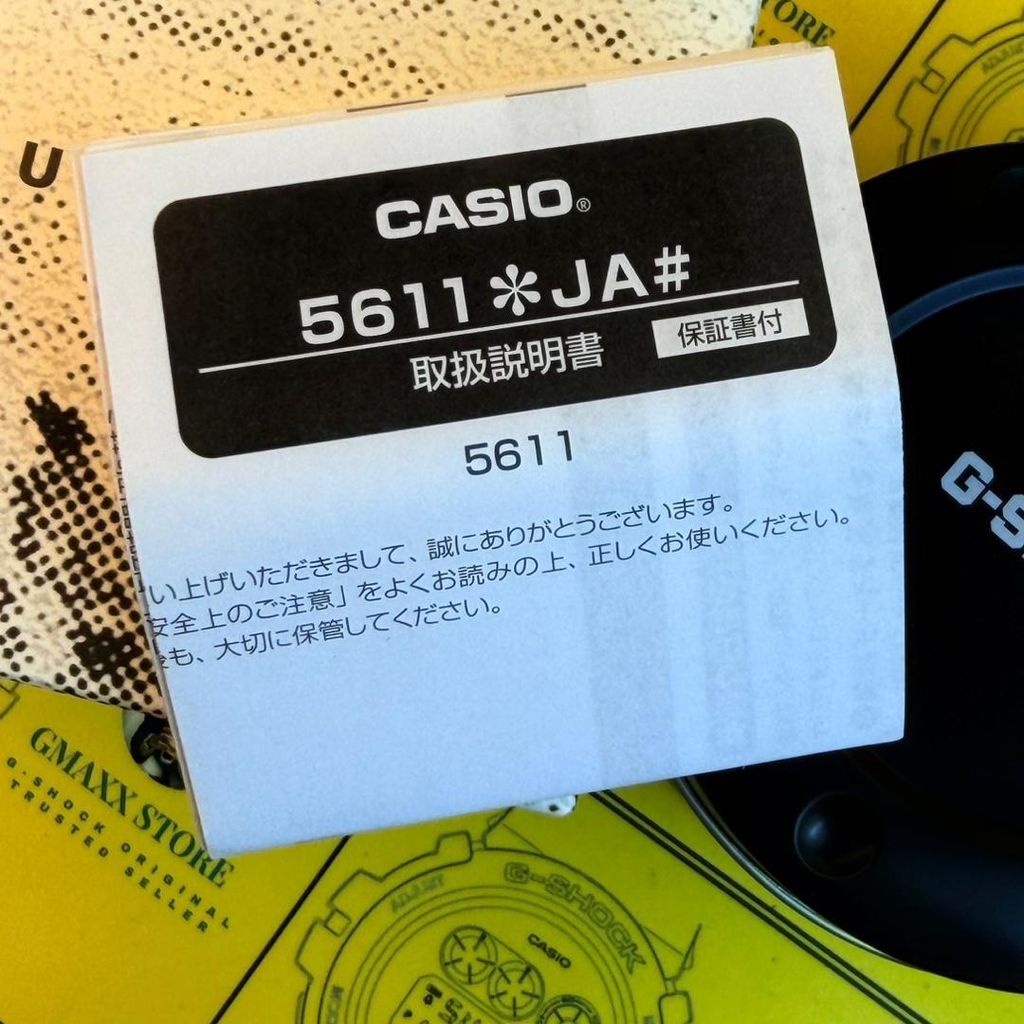 U
CASIO®
5611*JA#
取扱説明書
保証書付
5611
い上げいただきまして、誠にありがとうございます。
安全上のご注意」をよくお読みの上、正しくお使いください。
も、大切に保管してください。
G-S
GMAXX STORE
G-SHOCK ORIGINAL
TRUSTED SELLER
ADJUST
G-SHOCK
CASIO
TORE